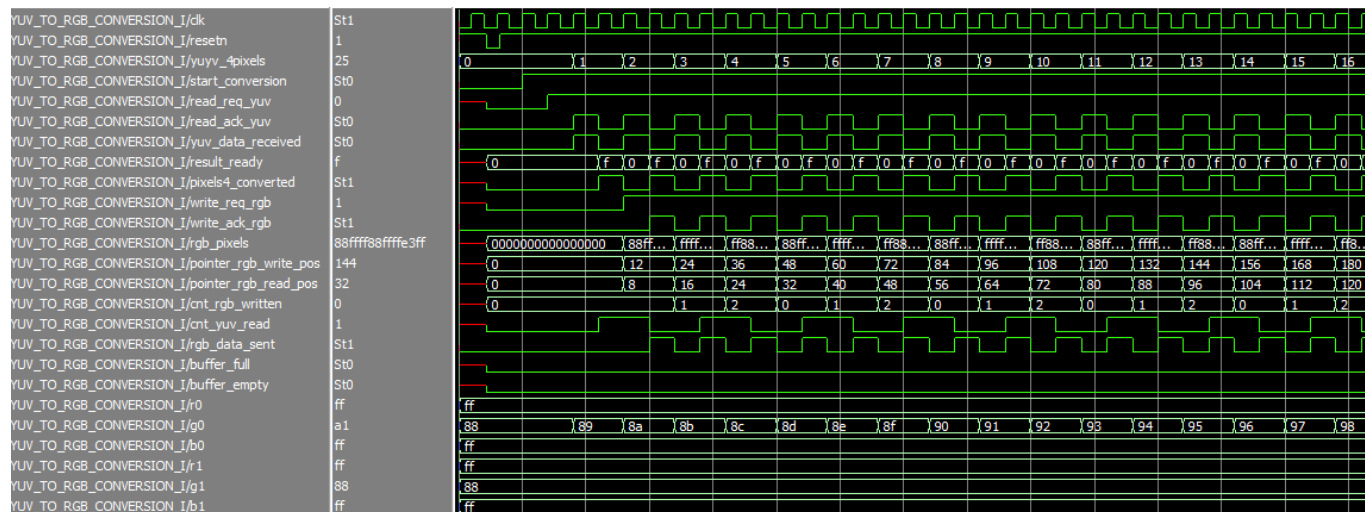 YUV_TO_RGB_CONVERSION_I/clk St1
YUV_TO_RGB_CONVERSION_I/resetn 1
YUV_TO_RGB_CONVERSION_I/yuyv_4pixels 25 0 1 2 3 4 5 6 7 8 9 10 11 12 13 14 15 16
YUV_TO_RGB_CONVERSION_I/start_conversion St0
YUV_TO_RGB_CONVERSION_I/read_req_yuv 0
YUV_TO_RGB_CONVERSION_I/read_ack_yuv St0
YUV_TO_RGB_CONVERSION_I/yuv_data_received St0
YUV_TO_RGB_CONVERSION_I/result_ready f 0 f 0 f 0 f 0 f 0 f 0 f 0 f 0 f 0 f 0 f 0 f 0 f 0 f 0 f 0 f 0
YUV_TO_RGB_CONVERSION_I/pixels4_converted St1
YUV_TO_RGB_CONVERSION_I/write_req_rgb 1
YUV_TO_RGB_CONVERSION_I/write_ack_rgb St1
YUV_TO_RGB_CONVERSION_I/rgb_pixels 88ffff88ffffe3ff 0000000000000000 88ff... ffff... ff88... 88ff... ffff... ff88... 88ff... ffff... ff88... 88ff... ffff... ff88... 88ff... ffff... ff8...
YUV_TO_RGB_CONVERSION_I/pointer_rgb_write_pos 144 0 12 24 36 48 60 72 84 96 108 120 132 144 156 168 180
YUV_TO_RGB_CONVERSION_I/pointer_rgb_read_pos 32 0 8 16 24 32 40 48 56 64 72 80 88 96 104 112 120
YUV_TO_RGB_CONVERSION_I/cnt_rgb_written 0 0 1 2 0 1 2 0 1 2 0 1 2 0 1 2
YUV_TO_RGB_CONVERSION_I/cnt_yuv_read 1
YUV_TO_RGB_CONVERSION_I/rgb_data_sent St1
YUV_TO_RGB_CONVERSION_I/buffer_full St0
YUV_TO_RGB_CONVERSION_I/buffer_empty St0
YUV_TO_RGB_CONVERSION_I/r0 ff ff
YUV_TO_RGB_CONVERSION_I/g0 a1 88 89 8a 8b 8c 8d 8e 8f 90 91 92 93 94 95 96 97 98
YUV_TO_RGB_CONVERSION_I/b0 ff ff
YUV_TO_RGB_CONVERSION_I/r1 ff ff
YUV_TO_RGB_CONVERSION_I/g1 88 88
YUV_TO_RGB_CONVERSION_I/b1 ff ff